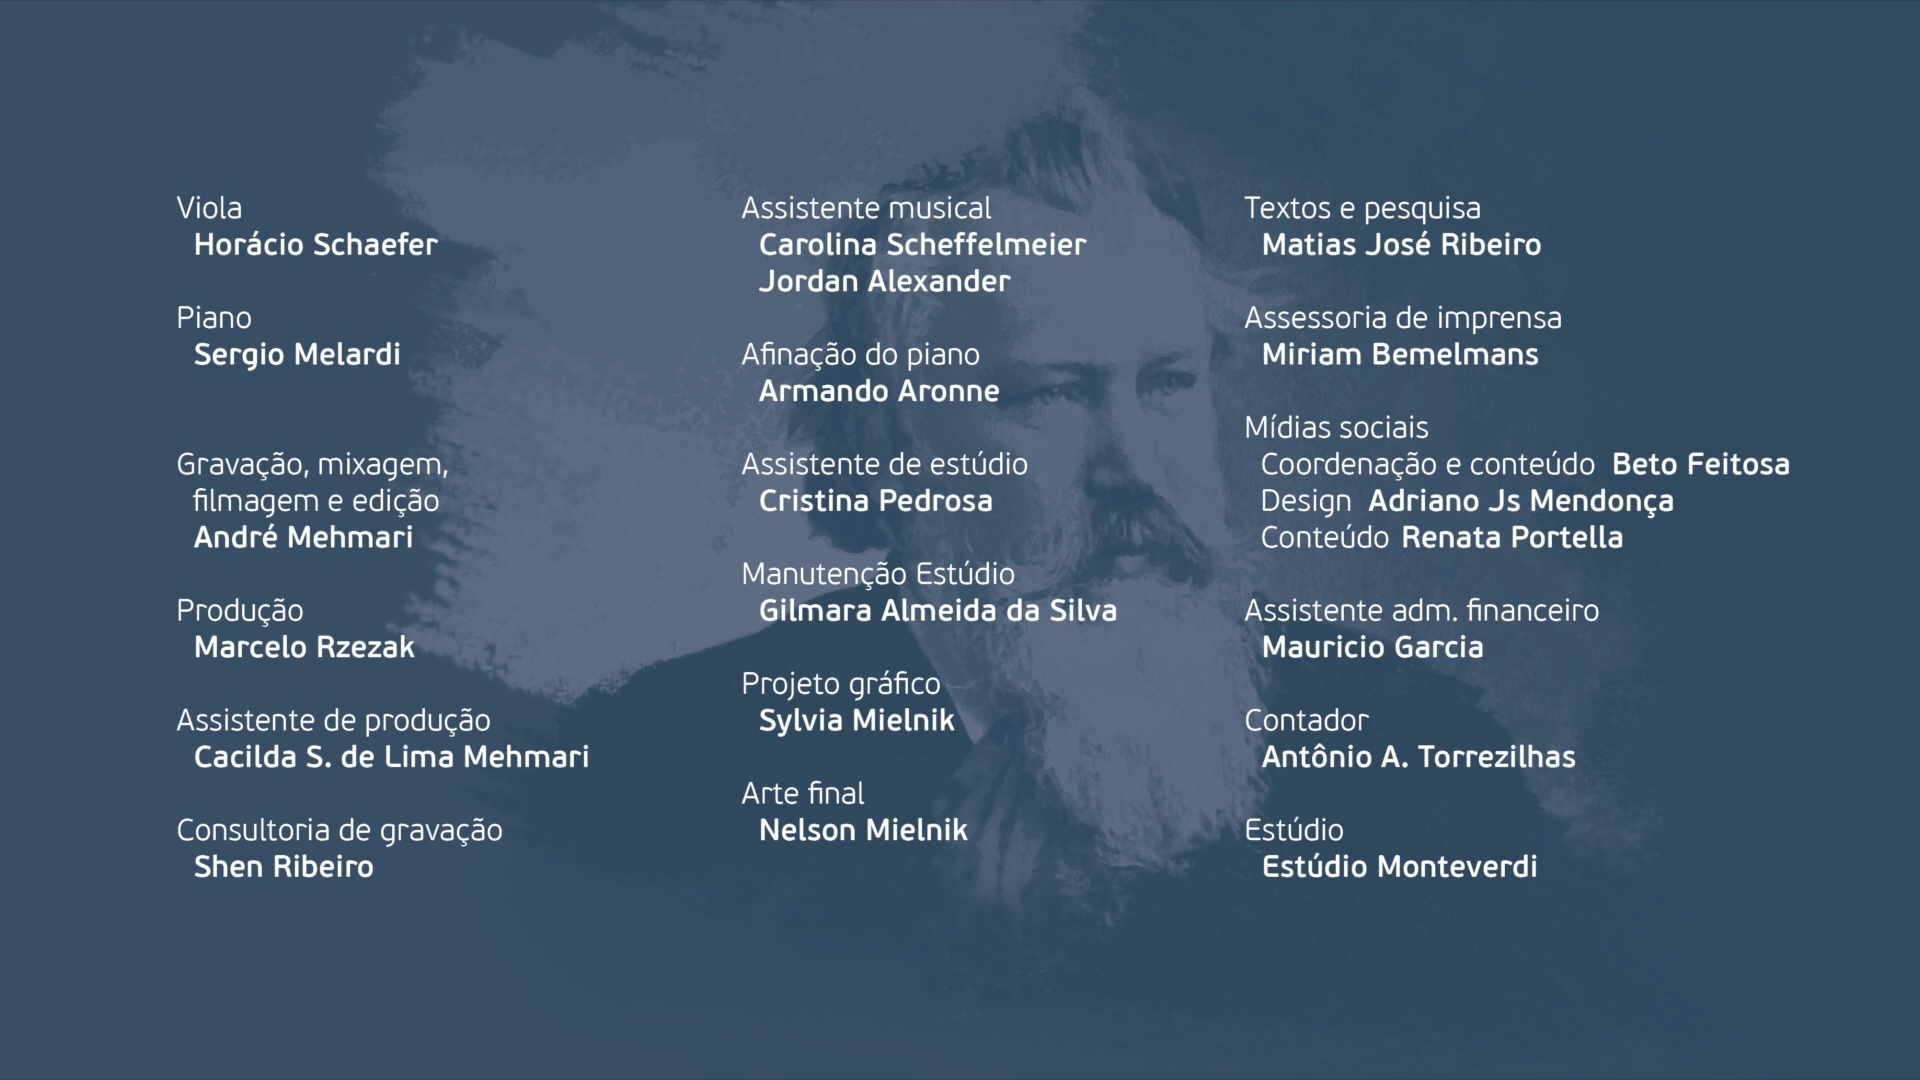 Viola
Horácio Schaefer
Piano
Sergio Melardi
Gravação, mixagem,
filmagem e edição
André Mehmari
Produção
Marcelo Rzezak
Assistente de produção
Cacilda S. de Lima Mehmari
Consultoria de gravação
Shen Ribeiro
Assistente musical
Carolina Scheffelmeier
Jordan Alexander
Afinação do piano
Armando Aronne
Assistente de estúdio
Cristina Pedrosa
Manutenção Estúdio
Gilmara Almeida da Silva
Projeto gráfico
Sylvia Mielnik
Arte final
Nelson Mielnik
Textos e pesquisa
Matias José Ribeiro
Assessoria de imprensa
Miriam Bemelmans
Mídias sociais
Coordenação e conteúdo Beto Feitosa
Design Adriano Js Mendonça
Conteúdo Renata Portella
Assistente adm. financeiro
Mauricio Garcia
Contador
Antônio A. Torrezilhas
Estúdio
Estúdio Monteverdi